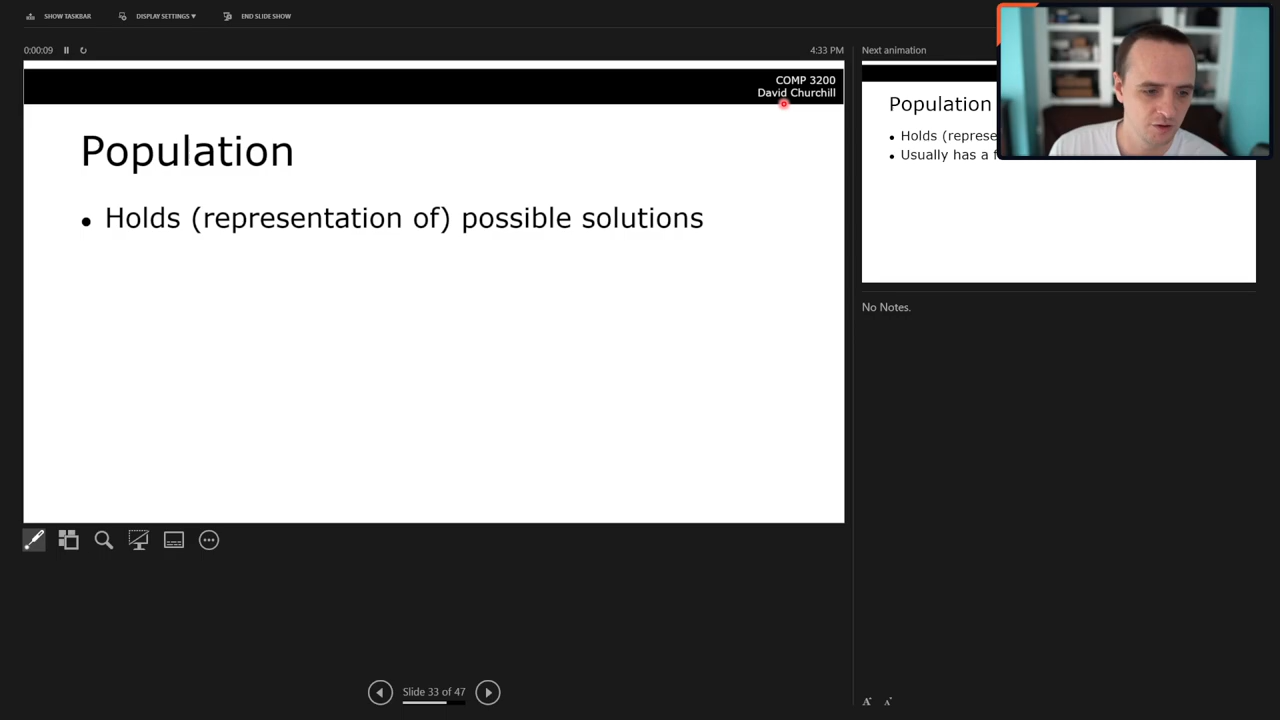 SHOW TASKBAR
DISPLAY SETTINGS ▼
END SLIDE SHOW
0:00:09
4:33 PM
COMP 3200
David Churchill
Population
• Holds (representation of) possible solutions
Slide 33 of 47
Next animation
Population
• Holds (represe
• Usually has a f
No Notes.
A A